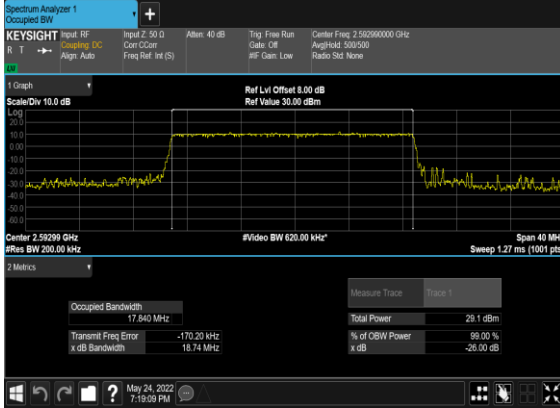 Spectrum Analyzer 1
Occupied BW
+
KEYSIGHT Input: RF Input Z: 50 Ω Atten: 40 dB Trig: Free Run Center Freq: 2.592990000 GHz
R T Coupling: DC Corr CCorr Gate: Off Avg|Hold: 500/500
Align: Auto Freq Ref: Int (S) #IF Gain: Low Radio Std: None
LXI
1 Graph Ref Lvl Offset 8.00 dB
Scale/Div 10.0 dB Ref Value 30.00 dBm
Log
20.0
10.0
0.00
-10.0
-20.0
-30.0
-40.0
-50.0
-60.0
Center 2.59299 GHz #Video BW 620.00 kHz* Span 40 MH
#Res BW 200.00 kHz Sweep 1.27 ms (1001 pts
2 Metrics
Measure Trace Trace 1
Occupied Bandwidth
17.840 MHz Total Power 29.1 dBm
Transmit Freq Error -170.20 kHz % of OBW Power 99.00 %
x dB Bandwidth 18.74 MHz x dB -26.00 dB
? May 24, 2022
7:19:09 PM